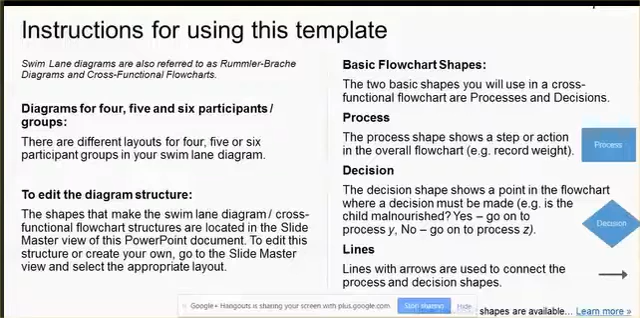 Instructions for using this template
Swim Lane diagrams are also referred to as Rummler-Brache
Diagrams and Cross-Functional Flowcharts.
Diagrams for four, five and six participants /
groups:
There are different layouts for four, five or six
participant groups in your swim lane diagram.
To edit the diagram structure:
The shapes that make the swim lane diagram / cross-
functional flowchart structures are located in the Slide
Master view of this PowerPoint document. To edit this
structure or create your own, go to the Slide Master
view and select the appropriate layout.
Basic Flowchart Shapes:
The two basic shapes you will use in a cross-
functional flowchart are Processes and Decisions.
Process
The process shape shows a step or action
in the overall flowchart (e.g. record weight).
Process
Decision
The decision shape shows a point in the flowchart
where a decision must be made (e.g. is the
child malnourished? Yes – go on to
process y, No – go on to process z).
Decision
Lines
Lines with arrows are used to connect the
process and decision shapes.
shapes are available... Learn more »
Google+ Hangouts is sharing your screen with plus.google.com.
Stop sharing
Hide